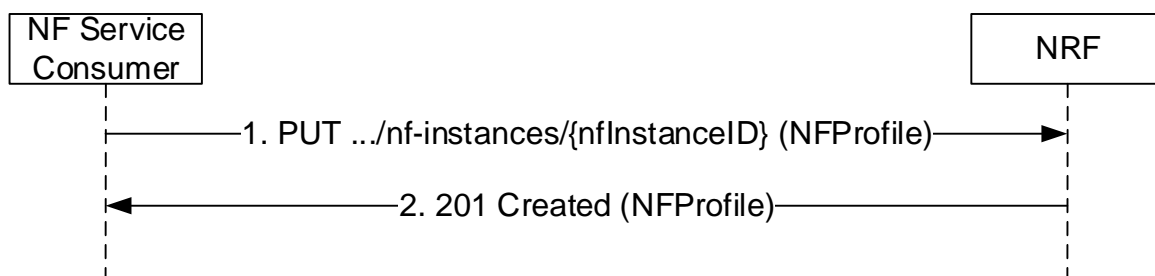 NF Service
Consumer
NRF
1. PUT .../nf-instances/{nfInstanceID} (NFProfile)
2. 201 Created (NFProfile)